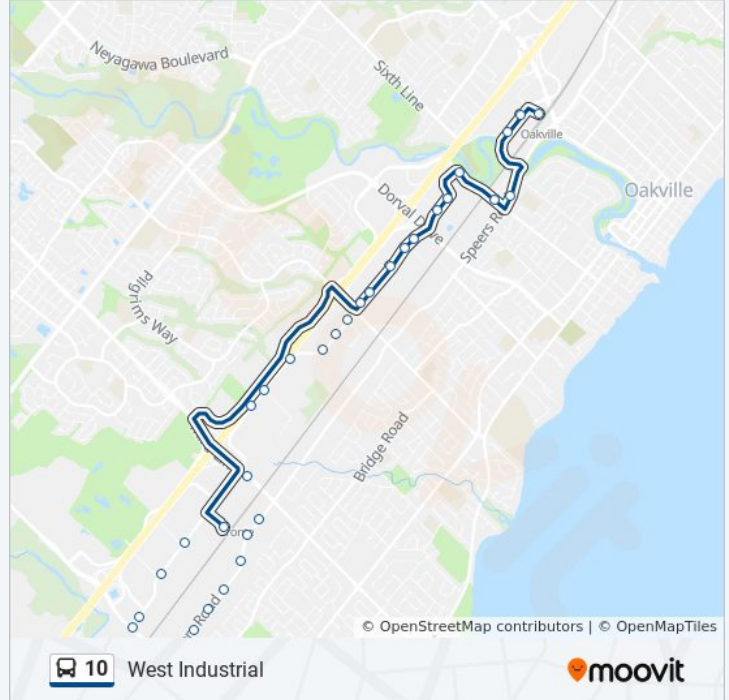 Neyagawa Boulevard
Sixth Line
Oakville
Oakville
Dorval Drive
Speers R
Pilgrims Way
Bridge Road
Road
© OpenStreetMap contributors | © OpenMapTiles
10 West Industrial
moovit